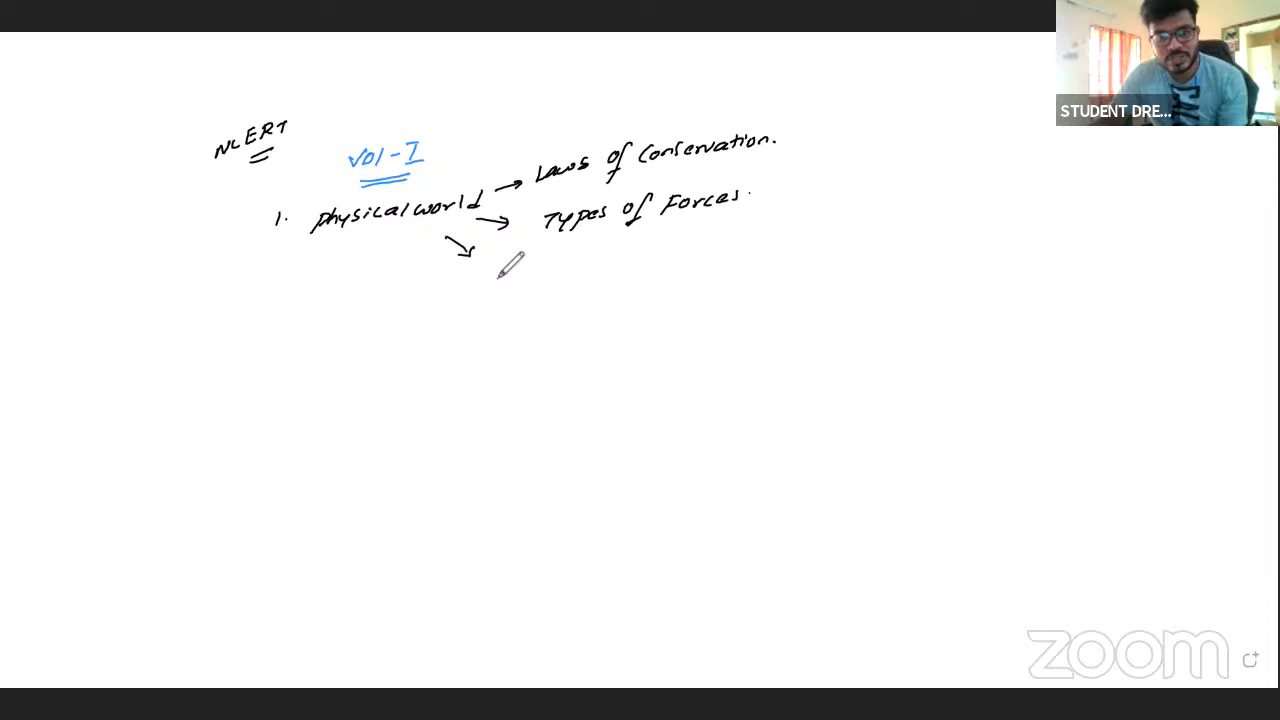 NCERT
Vol-I
1. physical world → Laws of Conservation.
→ Types of Forces.
STUDENT DRE...
zoom